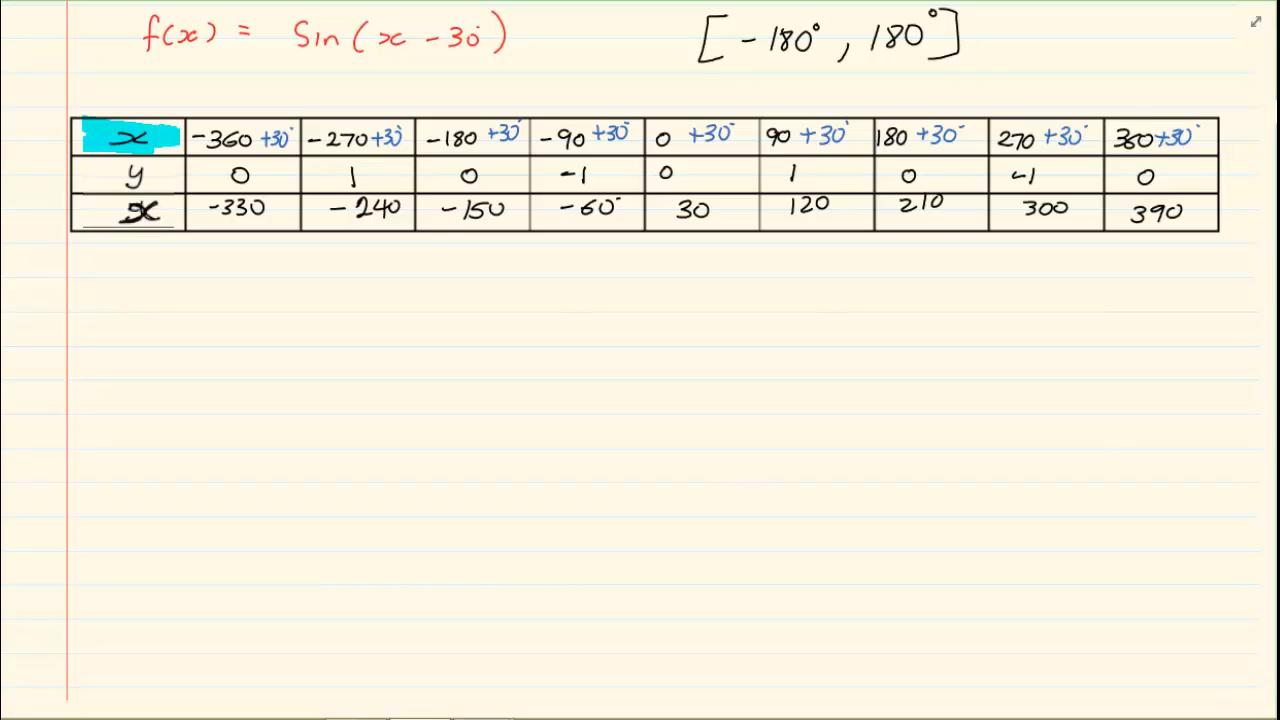 f(x) = Sin(x - 30°) [-180°, 180°]
x -360 +30° -270 +30° -180 +30° -90 +30° 0 +30° 90 +30° 180 +30° 270 +30° 360 +30°
y 0 1 0 -1 0 1 0 -1 0
x -330 -240 -150 -60° 30 120 210 300 390